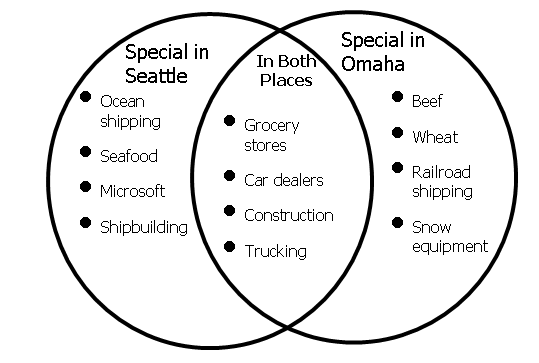 Special in
Seattle
Ocean
shipping
Seafood
Microsoft
Shipbuilding
In Both
Places
Grocery
stores
Car dealers
Construction
Trucking
Special in
Omaha
Beef
Wheat
Railroad
shipping
Snow
equipment